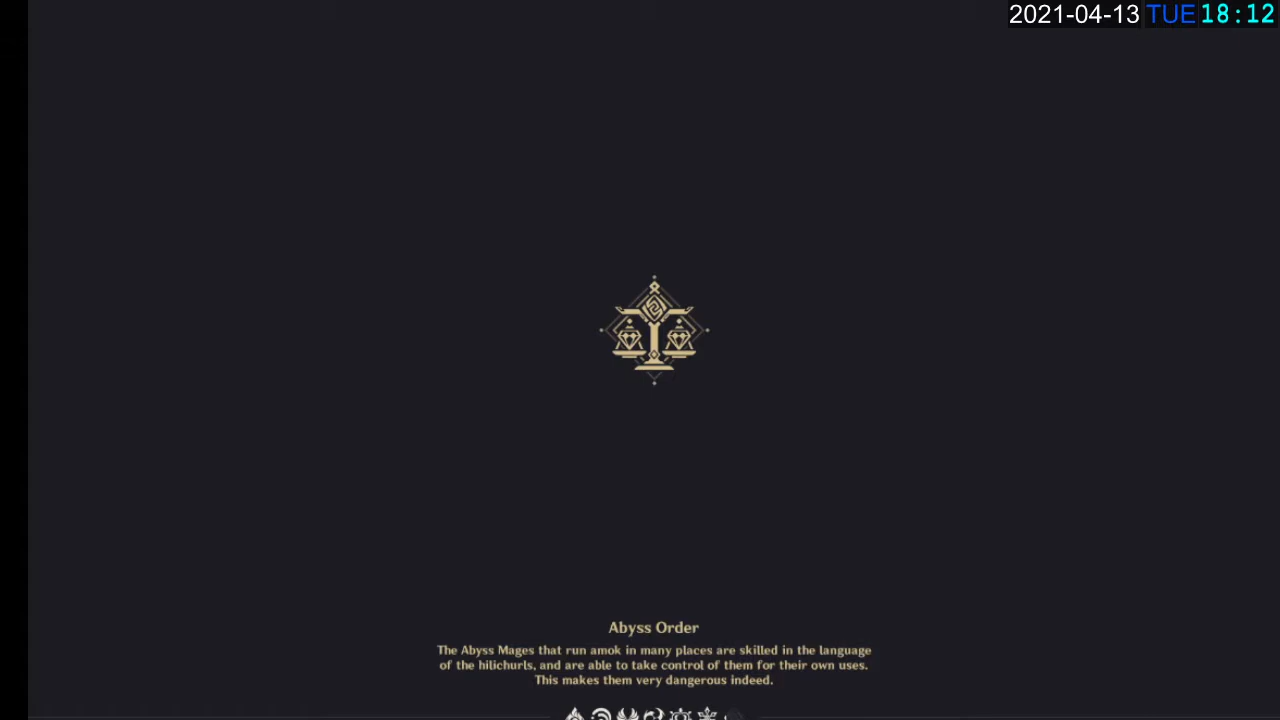 2021-04-13 TUE 18:12
Abyss Order
The Abyss Mages that run amok in many places are skilled in the language
of the hilichurls, and are able to take control of them for their own uses.
This makes them very dangerous indeed.